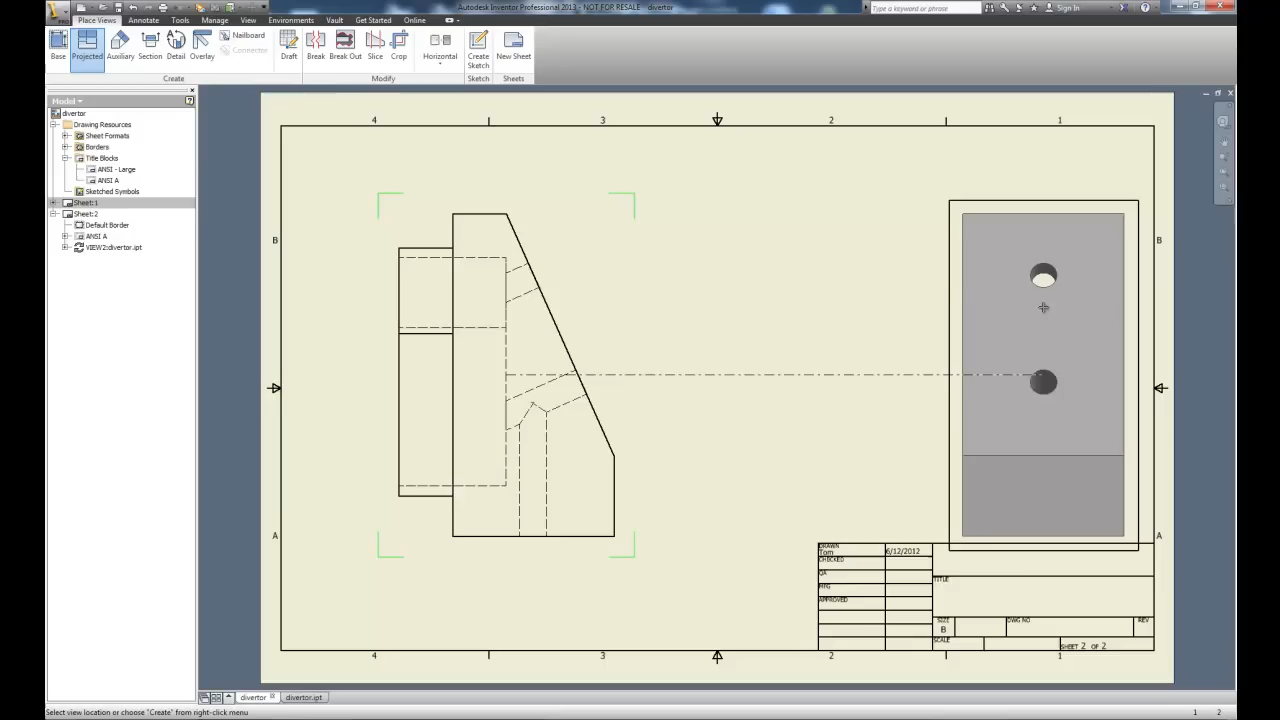 Autodesk Inventor Professional 2013 - NOT FOR RESALE - divertor
Type a keyword or phrase
Sign In
PRO
Place Views
Annotate
Tools
Manage
View
Environments
Vault
Get Started
Online
Base
Projected
Auxiliary
Section
Detail
Overlay
Nailboard
Connector
Draft
Break
Break Out
Slice
Crop
Horizontal
Create Sketch
New Sheet
Create
Modify
Sketch
Sheets
Model
divertor
Drawing Resources
Sheet Formats
Borders
Title Blocks
ANSI - Large
ANSI A
Sketched Symbols
Sheet:1
Sheet:2
Default Border
ANSI A
VIEW2:divertor.ipt
4
3
2
1
B
B
A
A
DRAWN
Tom
6/12/2012
CHECKED
QA
MFG
APPROVED
TITLE
SIZE
B
DWG NO
REV
SCALE
SHEET 2 OF 2
4
3
2
1
divertor
divertor.ipt
Select view location or choose "Create" from right-click menu
1
2